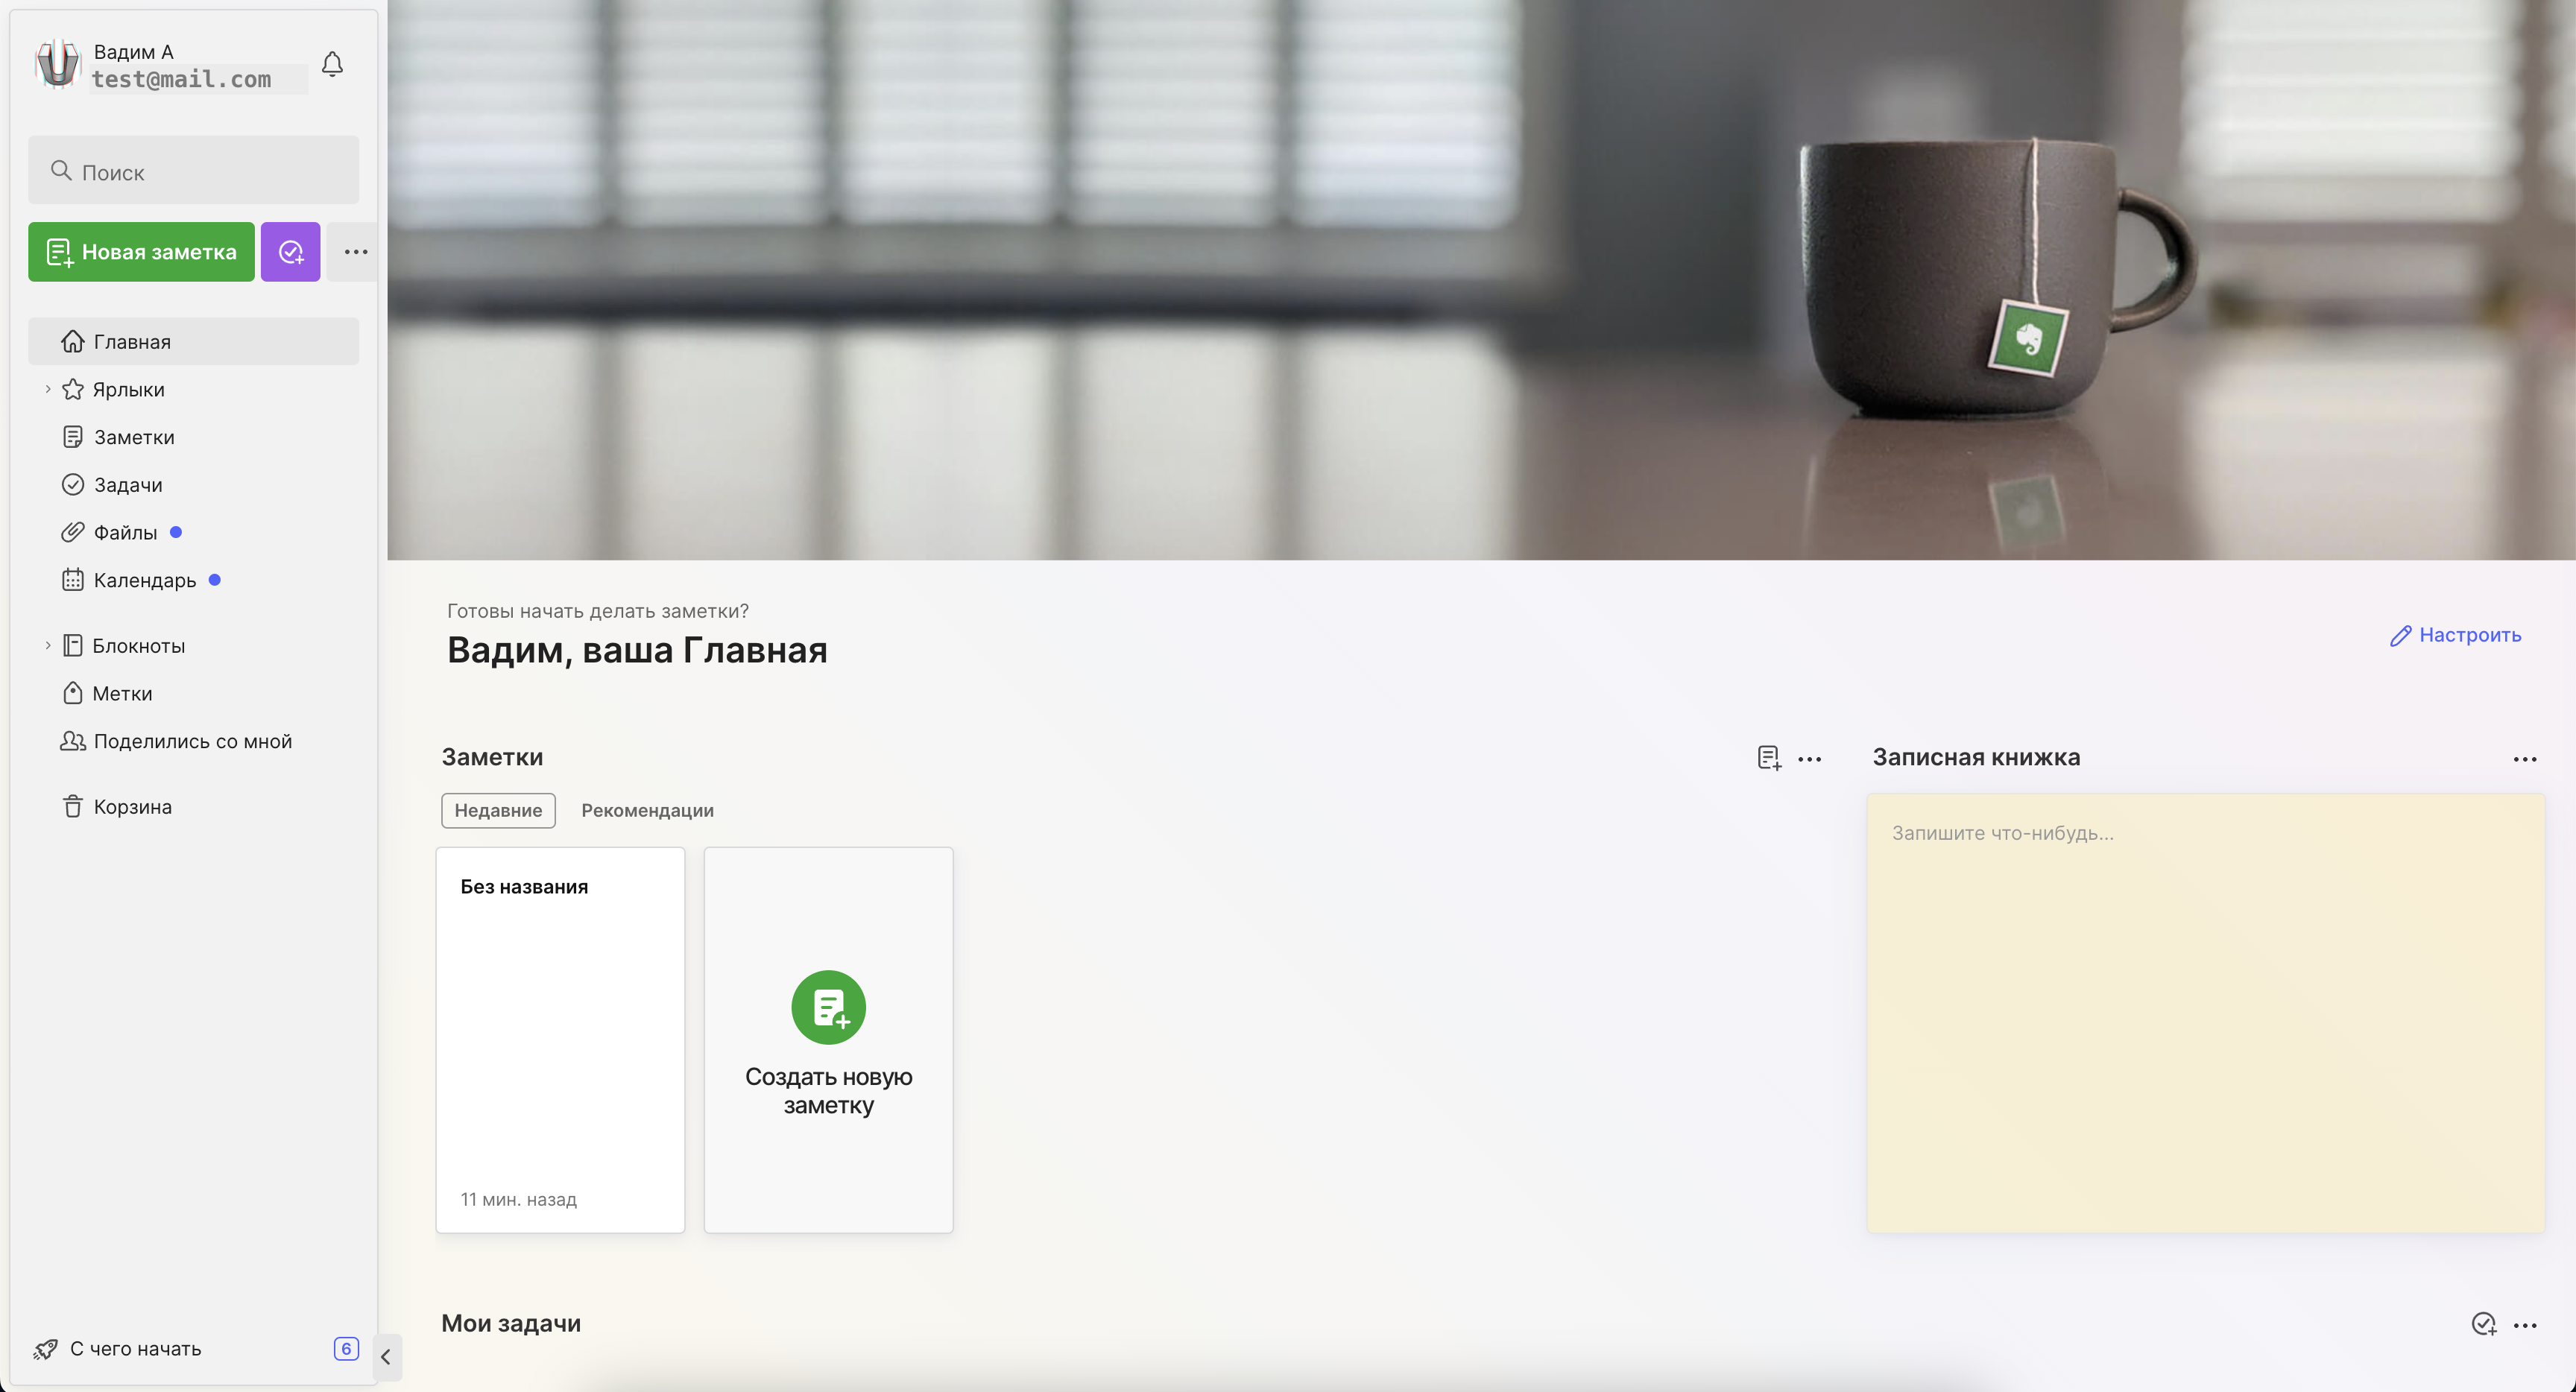 Вадим А
test@mail.com
Поиск
Новая заметка
Главная
Ярлыки
Заметки
Задачи
Файлы
Календарь
Блокноты
Метки
Поделились со мной
Корзина
С чего начать
6
Готовы начать делать заметки?
Вадим, ваша Главная
Настроить
Заметки
Недавние
Рекомендации
Без названия
11 мин. назад
Создать новую
заметку
Записная книжка
Запишите что-нибудь...
Мои задачи